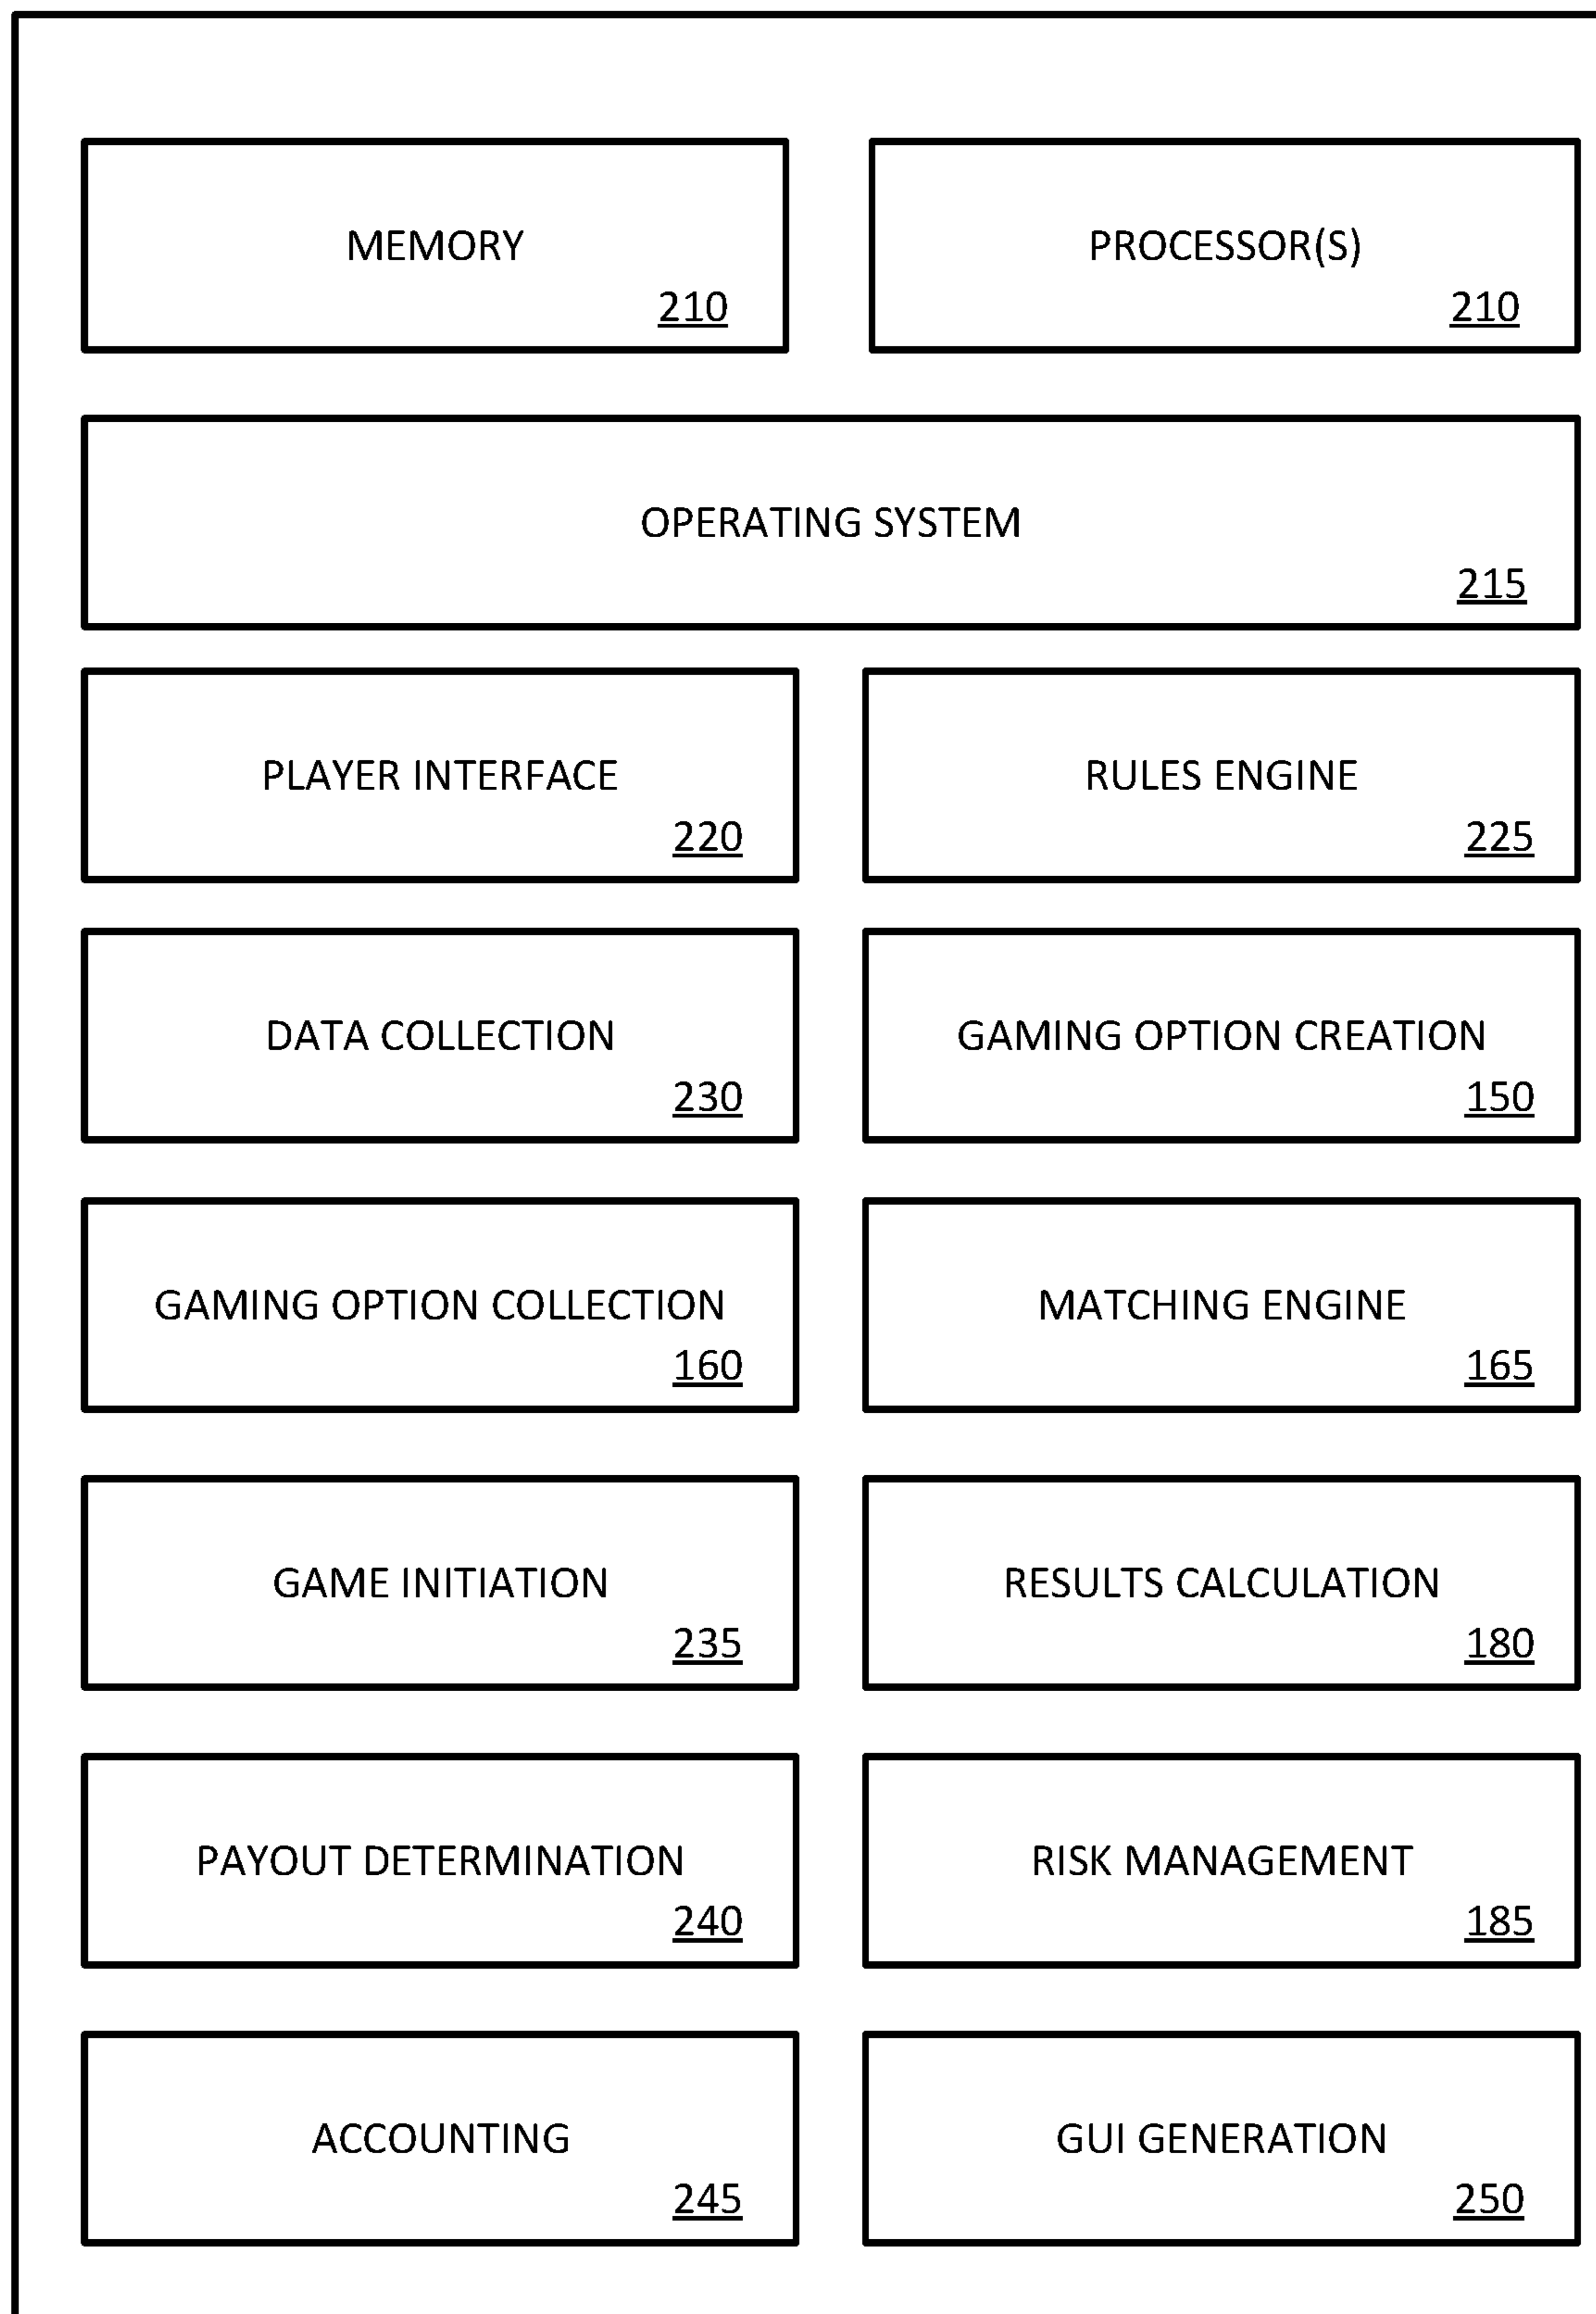 MEMORY
210
PROCESSOR(S)
210
OPERATING SYSTEM
215
PLAYER INTERFACE
220
RULES ENGINE
225
DATA COLLECTION
230
GAMING OPTION CREATION
150
GAMING OPTION COLLECTION
160
MATCHING ENGINE
165
GAME INITIATION
235
RESULTS CALCULATION
180
PAYOUT DETERMINATION
240
RISK MANAGEMENT
185
ACCOUNTING
245
GUI GENERATION
250